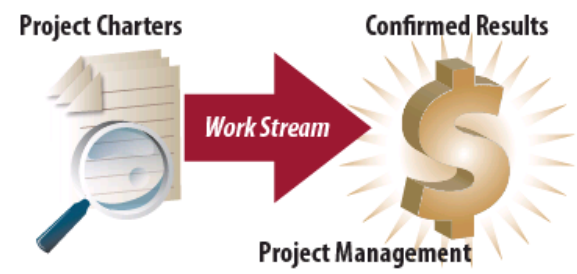 Project Charters
Confirmed Results
Work Stream
Project Management